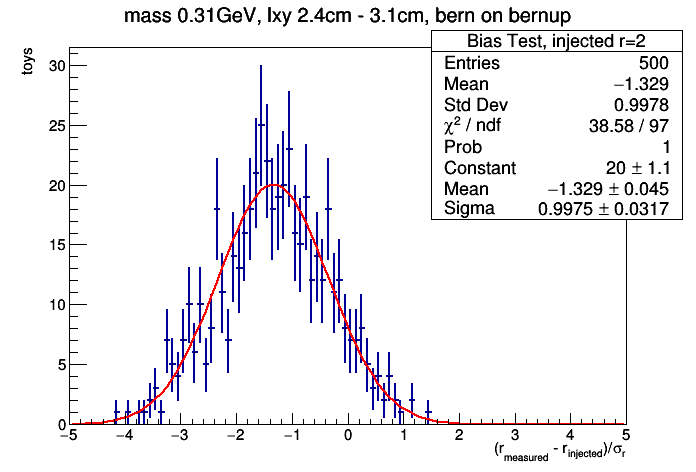 mass 0.31GeV, lxy 2.4cm - 3.1cm, bern on bernup
Bias Test, injected r=2
Entries 500
Mean −1.329
Std Dev 0.9978
χ² / ndf 38.58 / 97
Prob 1
Constant 20 ± 1.1
Mean −1.329 ± 0.045
Sigma 0.9975 ± 0.0317
toys
30
25
20
15
10
5
0
−5 −4 −3 −2 −1 0 1 2 3 4 5
(r_measured - r_injected)/σ_r